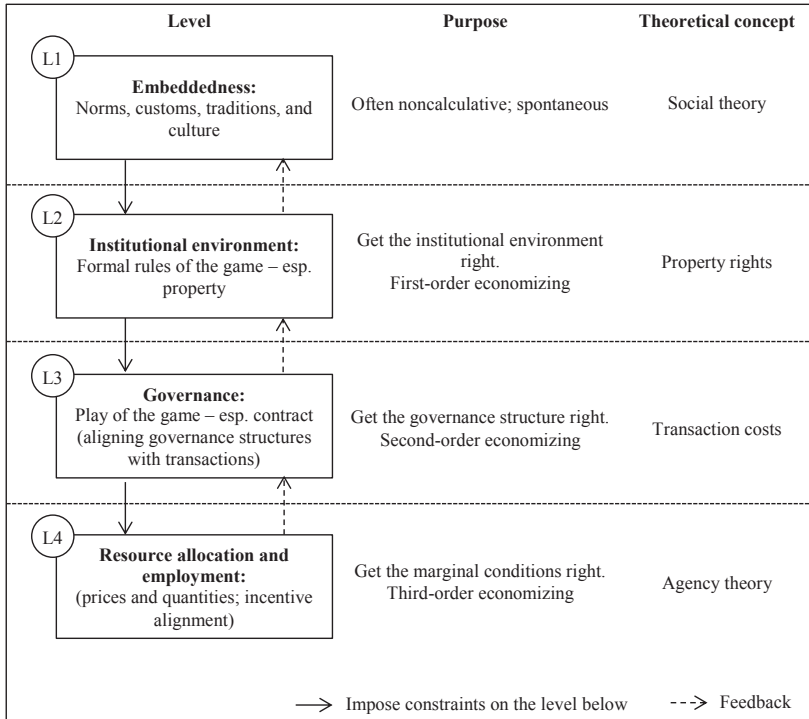 Level Purpose Theoretical concept
L1
Embeddedness:
Norms, customs, traditions, and
culture
Often noncalculative; spontaneous
Social theory
L2
Institutional environment:
Formal rules of the game – esp.
property
Get the institutional environment
right.
First-order economizing
Property rights
L3
Governance:
Play of the game – esp. contract
(aligning governance structures
with transactions)
Get the governance structure right.
Second-order economizing
Transaction costs
L4
Resource allocation and
employment:
(prices and quantities; incentive
alignment)
Get the marginal conditions right.
Third-order economizing
Agency theory
Impose constraints on the level below
Feedback